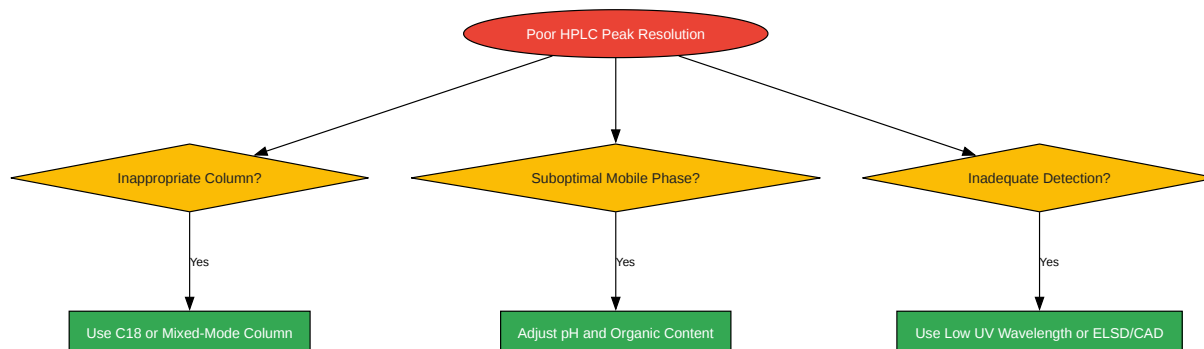 Poor HPLC Peak Resolution
Inappropriate Column?
Suboptimal Mobile Phase?
Inadequate Detection?
Yes
Yes
Yes
Use C18 or Mixed-Mode Column
Adjust pH and Organic Content
Use Low UV Wavelength or ELSD/CAD